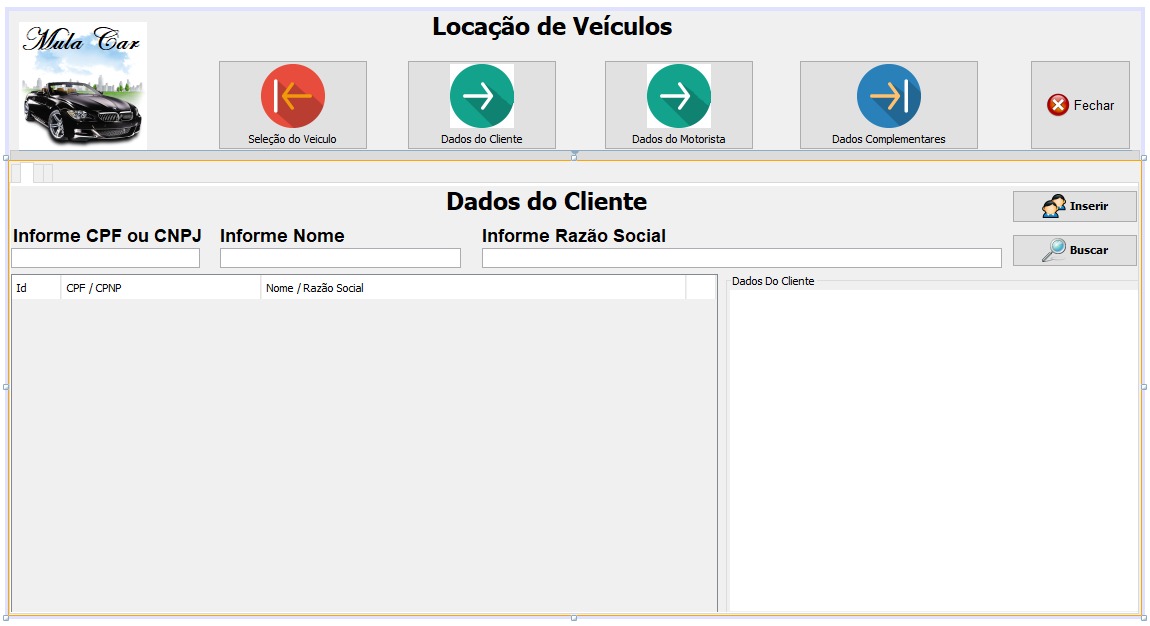 Locação de Veículos
Mula Car
Seleção do Veiculo
Dados do Cliente
Dados do Motorista
Dados Complementares
Fechar
Dados do Cliente
Inserir
Informe CPF ou CNPJ
Informe Nome
Informe Razão Social
Buscar
Id
CPF / CPNP
Nome / Razão Social
Dados Do Cliente